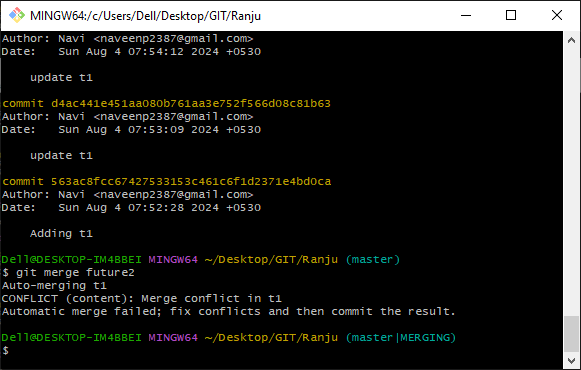 MINGW64:/c/Users/Dell/Desktop/GIT/Ranju
Author: Navi <naveenp2387@gmail.com>
Date:   Sun Aug 4 07:54:12 2024 +0530
    update t1
commit d4ac441e451aa080b761aa3e752f566d08c81b63
Author: Navi <naveenp2387@gmail.com>
Date:   Sun Aug 4 07:53:09 2024 +0530
    update t1
commit 563ac8fcc67427533153c461c6f1d2371e4bd0ca
Author: Navi <naveenp2387@gmail.com>
Date:   Sun Aug 4 07:52:28 2024 +0530
    Adding t1
Dell@DESKTOP-IM4BBEI MINGW64 ~/Desktop/GIT/Ranju (master)
$ git merge future2
Auto-merging t1
CONFLICT (content): Merge conflict in t1
Automatic merge failed; fix conflicts and then commit the result.
Dell@DESKTOP-IM4BBEI MINGW64 ~/Desktop/GIT/Ranju (master|MERGING)
$